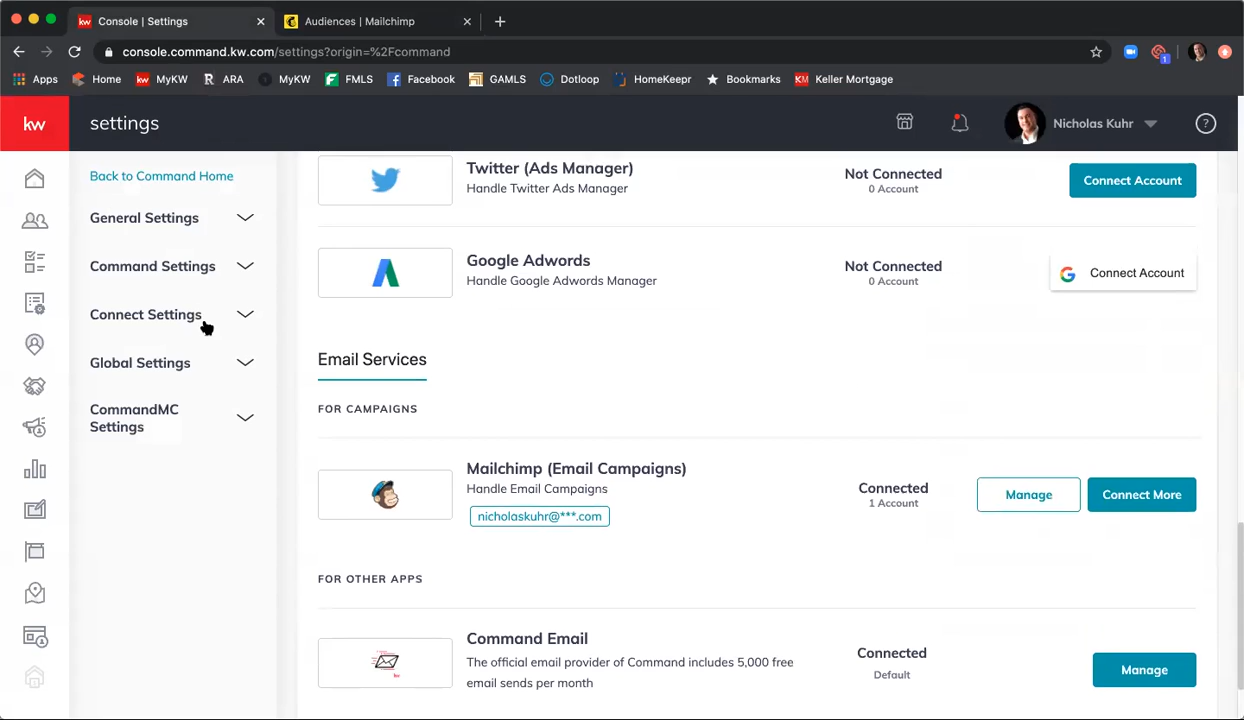 kw Console | Settings
Audiences | Mailchimp
console.command.kw.com/settings?origin=%2Fcommand
1
Apps
Home
kw MyKW
R ARA
MyKW
FMLS
Facebook
GAMLS
Dotloop
HomeKeepr
Bookmarks
KM Keller Mortgage
kw
settings
Nicholas Kuhr
?
Back to Command Home
General Settings
Command Settings
Connect Settings
Global Settings
CommandMC
Settings
Twitter (Ads Manager)
Handle Twitter Ads Manager
Not Connected
0 Account
Connect Account
Google Adwords
Handle Google Adwords Manager
Not Connected
0 Account
Connect Account
Email Services
FOR CAMPAIGNS
Mailchimp (Email Campaigns)
Handle Email Campaigns
nicholaskuhr@***.com
Connected
1 Account
Manage
Connect More
FOR OTHER APPS
Command Email
The official email provider of Command includes 5,000 free
email sends per month
Connected
Default
Manage